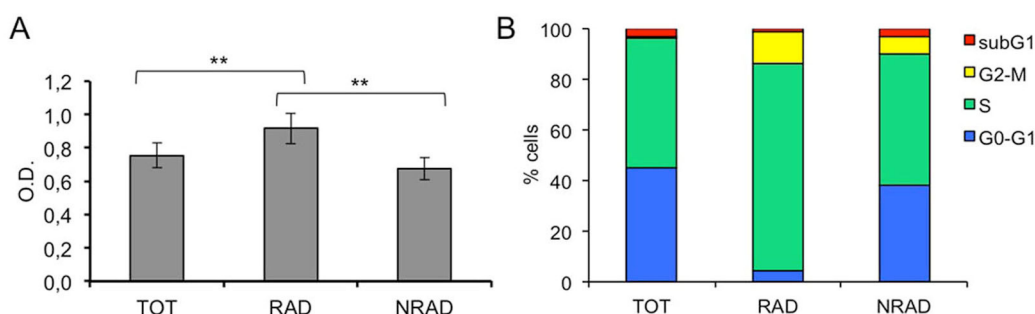 A
**
**
1,2
1,0
0,8
0,6
0,4
0,2
0,0
O.D.
TOT RAD NRAD
B
100
80
60
40
20
0
% cells
TOT RAD NRAD
subG1
G2-M
S
G0-G1